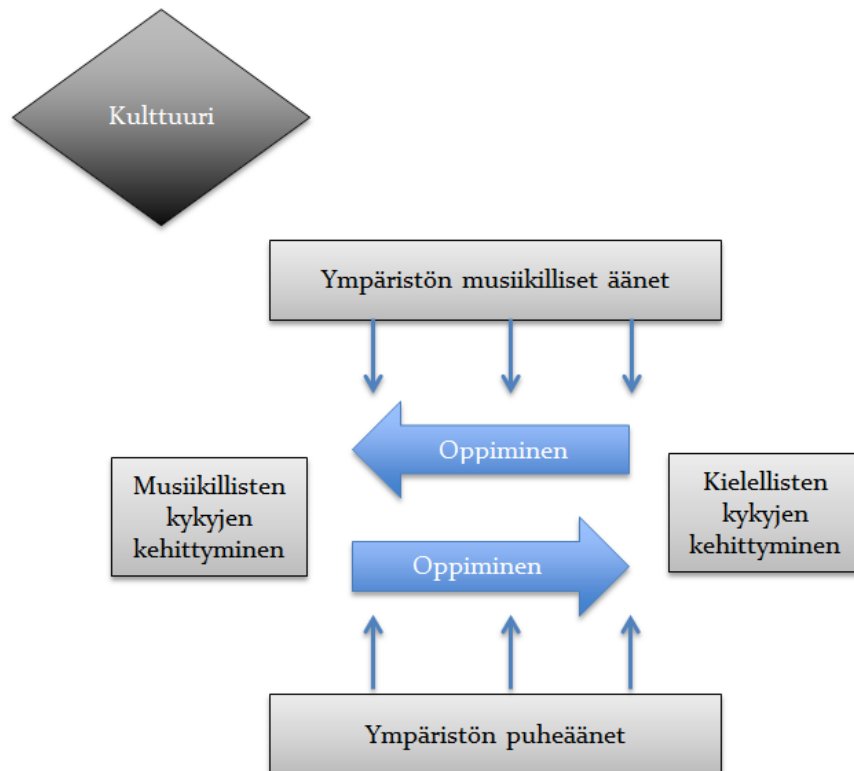 Kulttuuri
Ympäristön musiikilliset äänet
Oppiminen
Musiikillisten
kykyjen
kehittyminen
Kielellisten
kykyjen
kehittyminen
Oppiminen
Ympäristön puheäänet